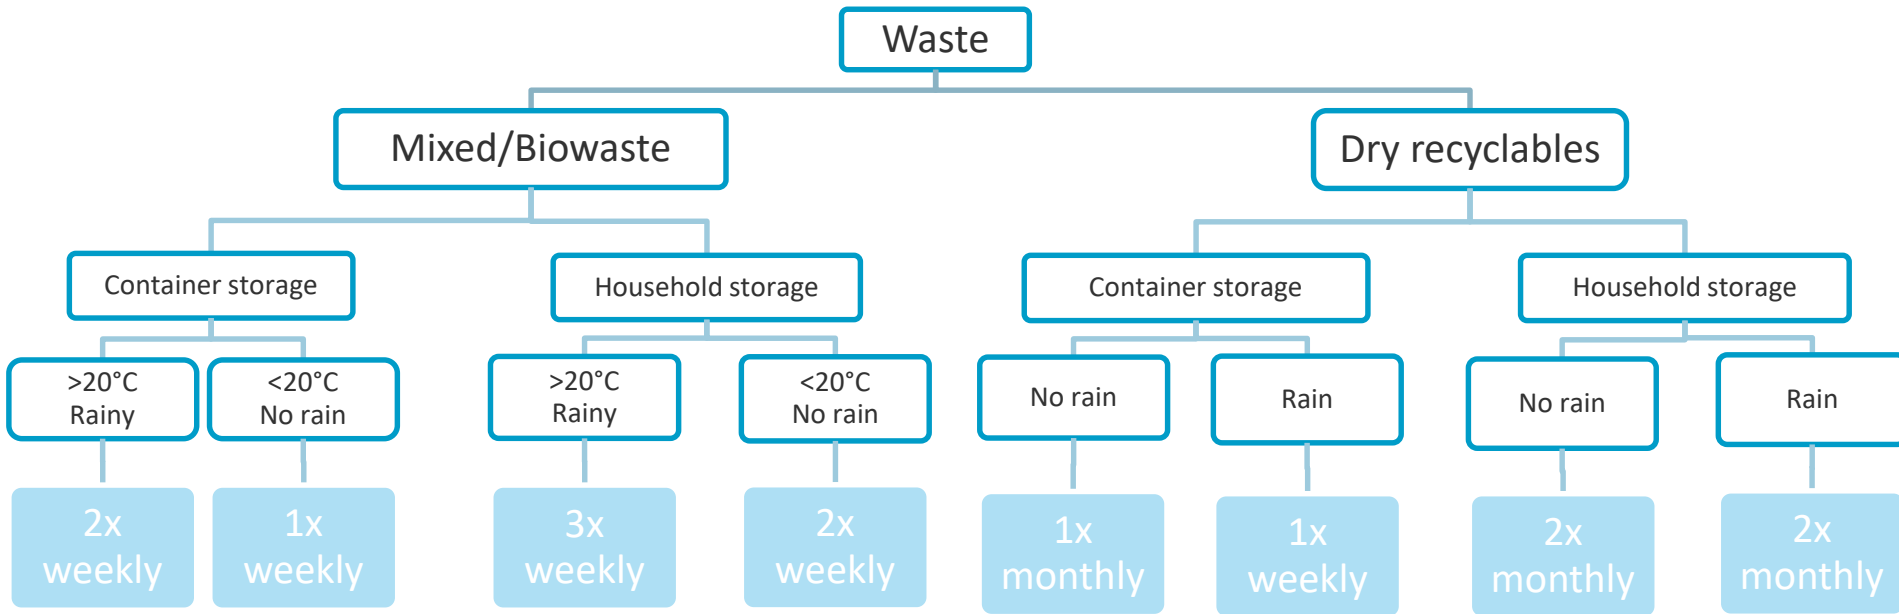 Waste
Mixed/Biowaste
Dry recyclables
Container storage
Household storage
Container storage
Household storage
>20°C
Rainy
<20°C
No rain
>20°C
Rainy
<20°C
No rain
No rain
Rain
No rain
Rain
2x
weekly
1x
weekly
3x
weekly
2x
weekly
1x
monthly
1x
weekly
2x
monthly
2x
monthly